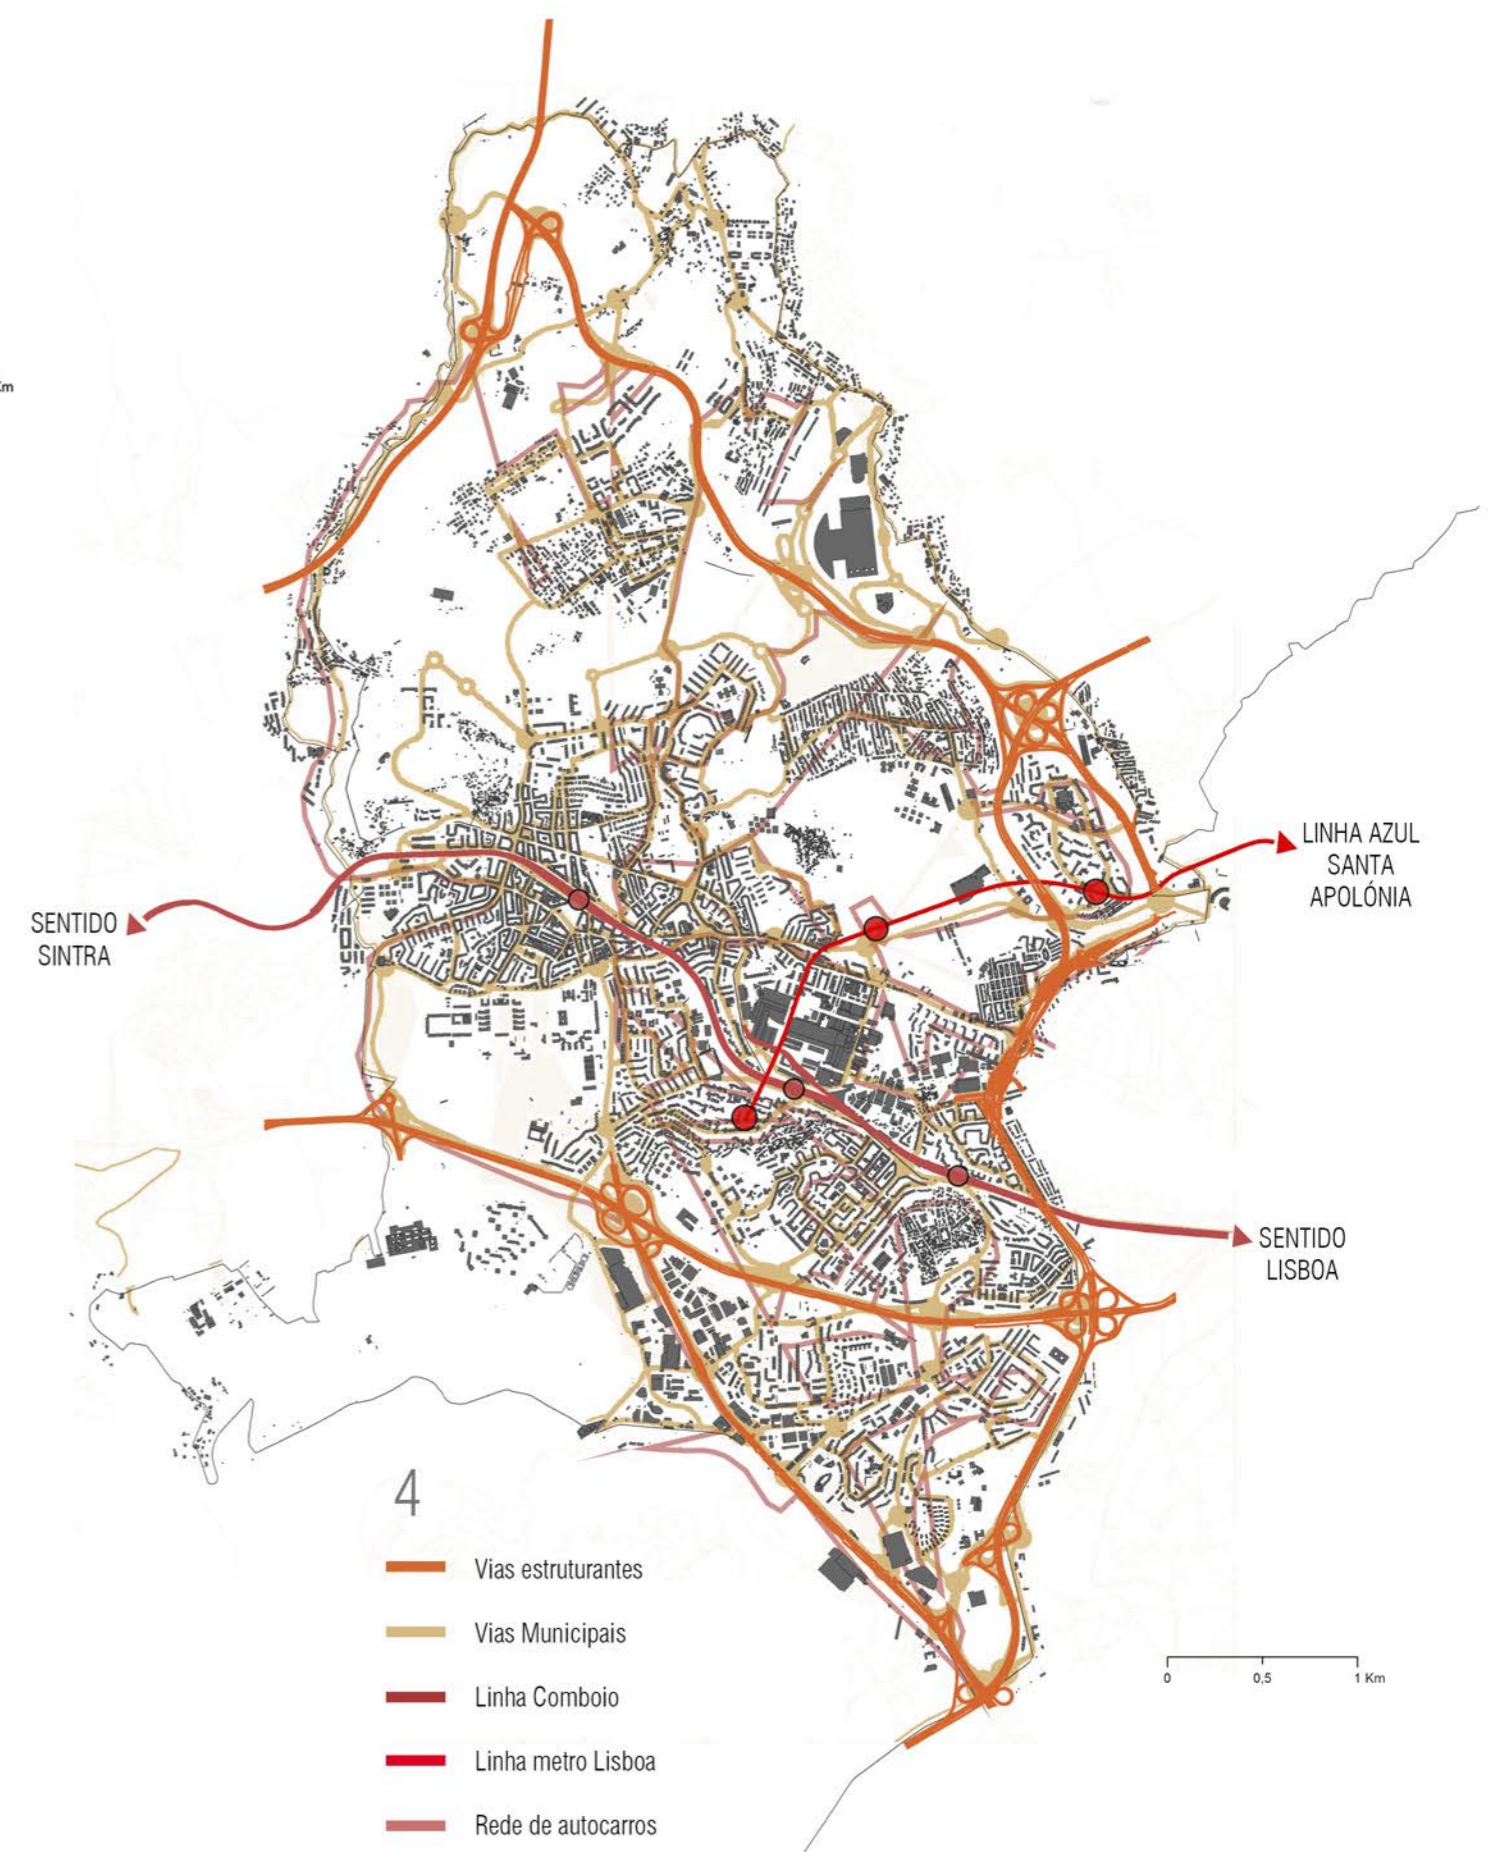 Km
LINHA AZUL
SANTA
APOLÓNIA
SENTIDO
SINTRA
SENTIDO
LISBOA
4
Vias estruturantes
Vias Municipais
Linha Comboio
Linha metro Lisboa
Rede de autocarros
0 0,5 1 Km